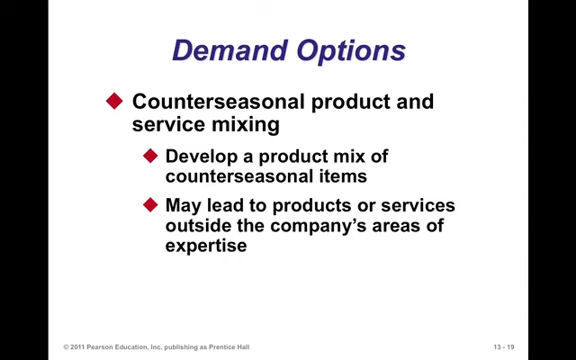 Demand Options
Counterseasonal product and
service mixing
Develop a product mix of
counterseasonal items
May lead to products or services
outside the company's areas of
expertise
© 2011 Pearson Education, Inc. publishing as Prentice Hall
13 - 19